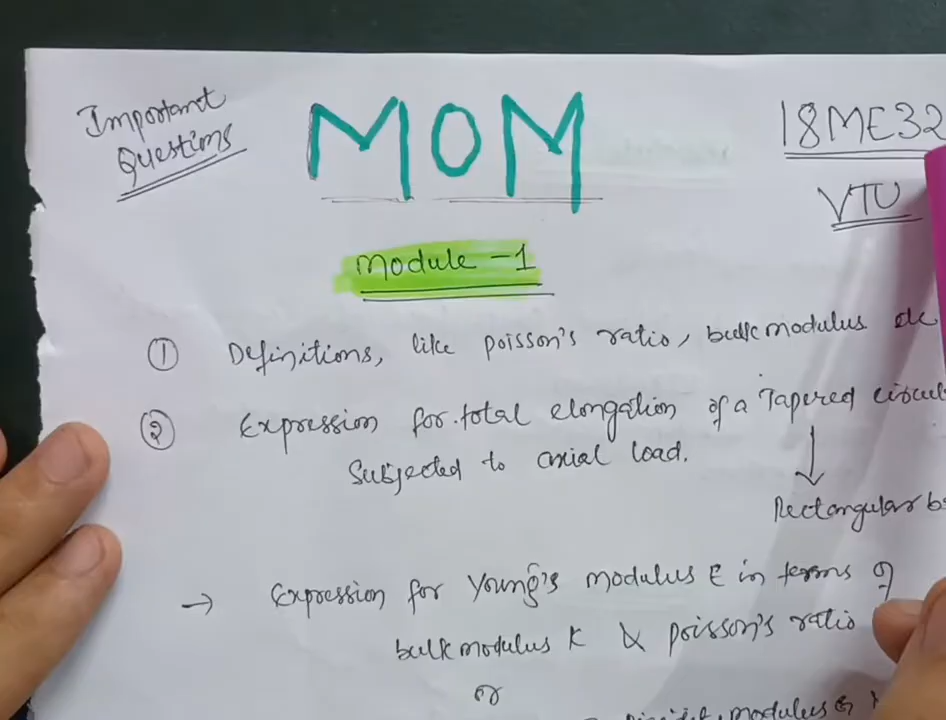 Important
Questions
MOM
18ME32
VTU
Module -1
① Definitions, like poisson's ratio, bulk modulus etc
② Expression for total elongation of a Tapered circul
Subjected to axial load.
Rectangular b
→ Expression for Young's modulus E in terms of
bulk modulus K & poisson's ratio
or
modulus G